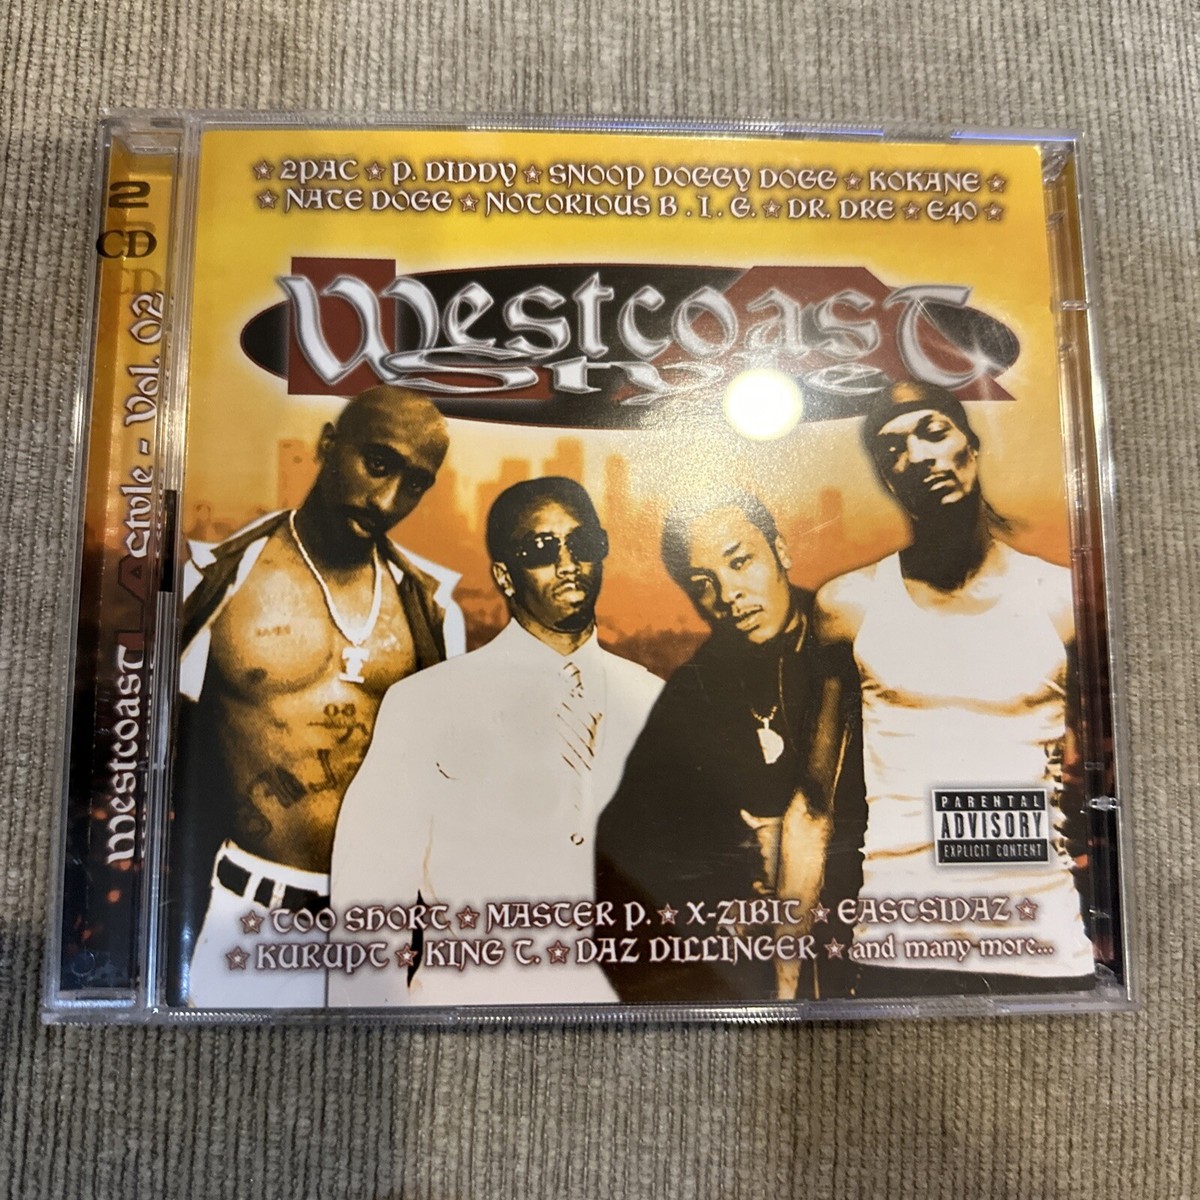 2PAC ★ P. DIDDY ★ SNOOP DOGGY DOGG ★ KOKANE
NATE DOGG ★ NOTORIOUS B.I.G. ★ DR. DRE ★ E40
Westcoast
Style
PARENTAL
ADVISORY
EXPLICIT CONTENT
TOO SHORT ★ MASTER P. ★ X-ZIBIT ★ EASTSIDAZ
KURUPT ★ KING T. ★ DAZ DILLINGER ★ and many more...
2
CD
Westcoast Style - Vol. 02